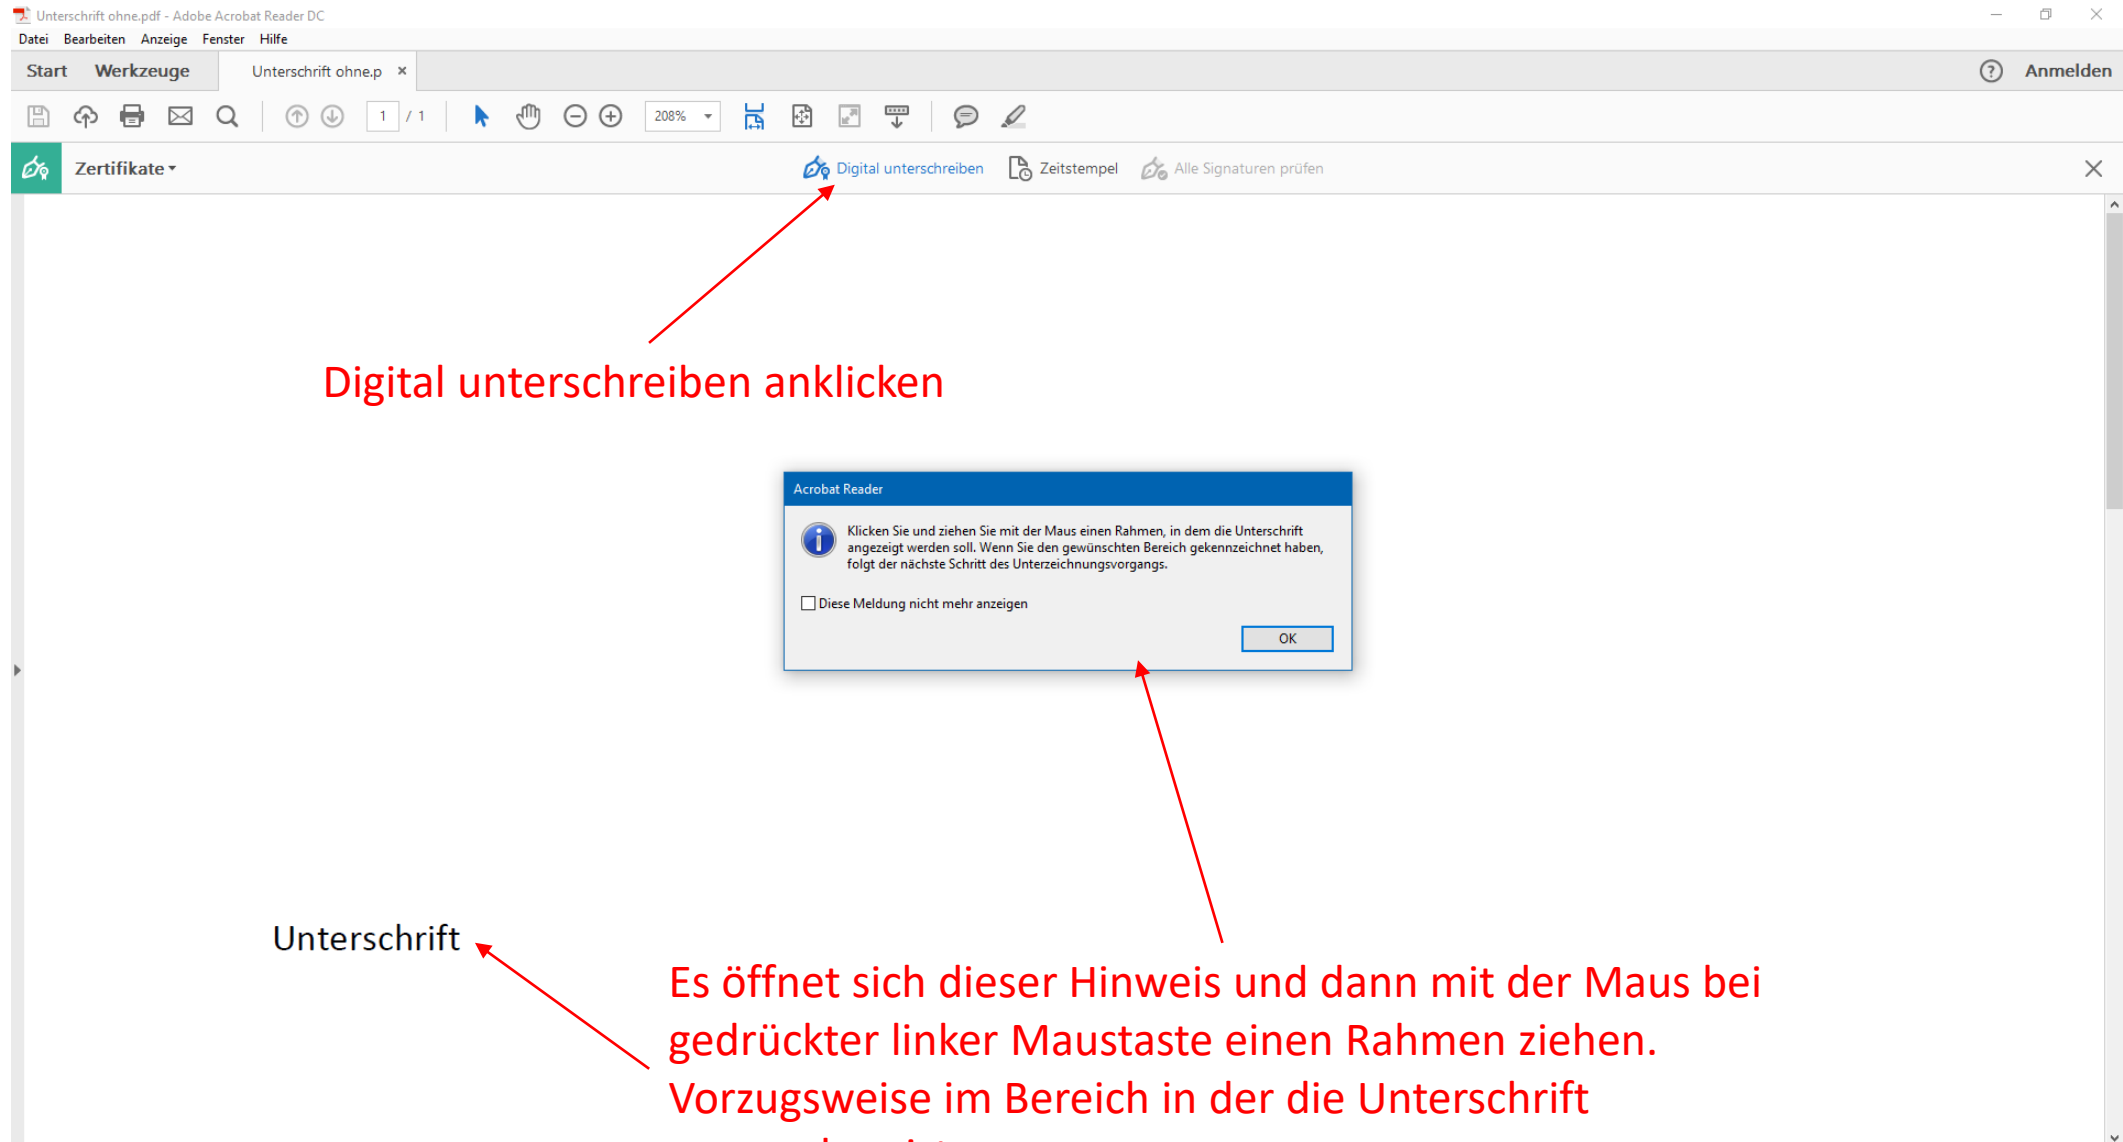 Unterschrift ohne.pdf - Adobe Acrobat Reader DC
Datei Bearbeiten Anzeige Fenster Hilfe
Start Werkzeuge Unterschrift ohne.p × Anmelden
1 / 1 208%
Zertifikate Digital unterschreiben Zeitstempel Alle Signaturen prüfen
Digital unterschreiben anklicken
Acrobat Reader
Klicken Sie und ziehen Sie mit der Maus einen Rahmen, in dem die Unterschrift
angezeigt werden soll. Wenn Sie den gewünschten Bereich gekennzeichnet haben,
folgt der nächste Schritt des Unterzeichnungsvorgangs.
Diese Meldung nicht mehr anzeigen
OK
Unterschrift
Es öffnet sich dieser Hinweis und dann mit der Maus bei
gedrückter linker Maustaste einen Rahmen ziehen.
Vorzugsweise im Bereich in der die Unterschrift